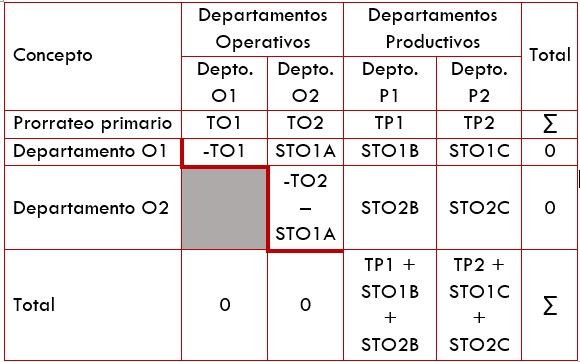 Concepto Departamentos Operativos Departamentos Productivos Total
Depto. O1 Depto. O2 Depto. P1 Depto. P2
Prorrateo primario TO1 TO2 TP1 TP2 ∑
Departamento O1 -TO1 STO1A STO1B STO1C 0
Departamento O2 -TO2 – STO1A STO2B STO2C 0
Total 0 0 TP1 + STO1B + STO2B TP2 + STO1C + STO2C ∑